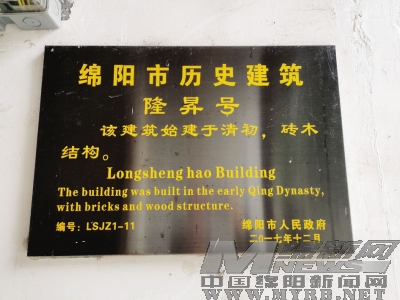 绵阳市历史建筑
隆昇号
该建筑始建于清初，砖木
结构。
Longsheng hao Building
The building was built in the early Qing Dynasty,
with bricks and wood structure.
编号：LSJZ1-11
绵阳市人民政府
二〇一七年十二月
中国绵阳新闻网
WWW.MYRB.NET